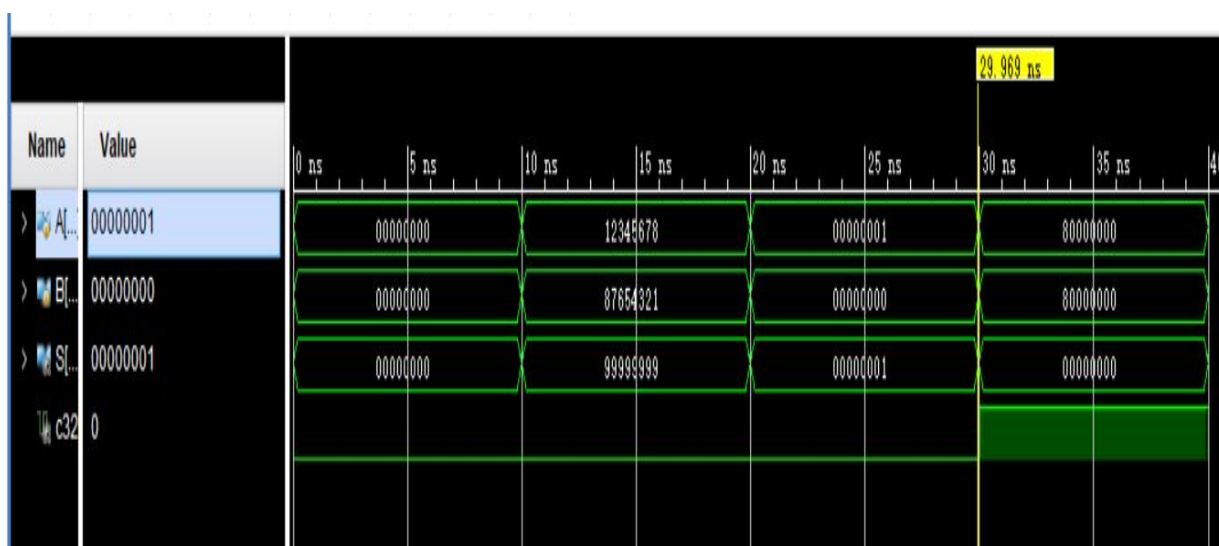 29.969 ns
Name Value
0 ns 5 ns 10 ns 15 ns 20 ns 25 ns 30 ns 35 ns 4
A[...] 00000001 00000000 12345678 00000001 80000000
B[... 00000000 00000000 87654321 00000000 80000000
S[... 00000001 00000000 99999999 00000001 00000000
c32 0